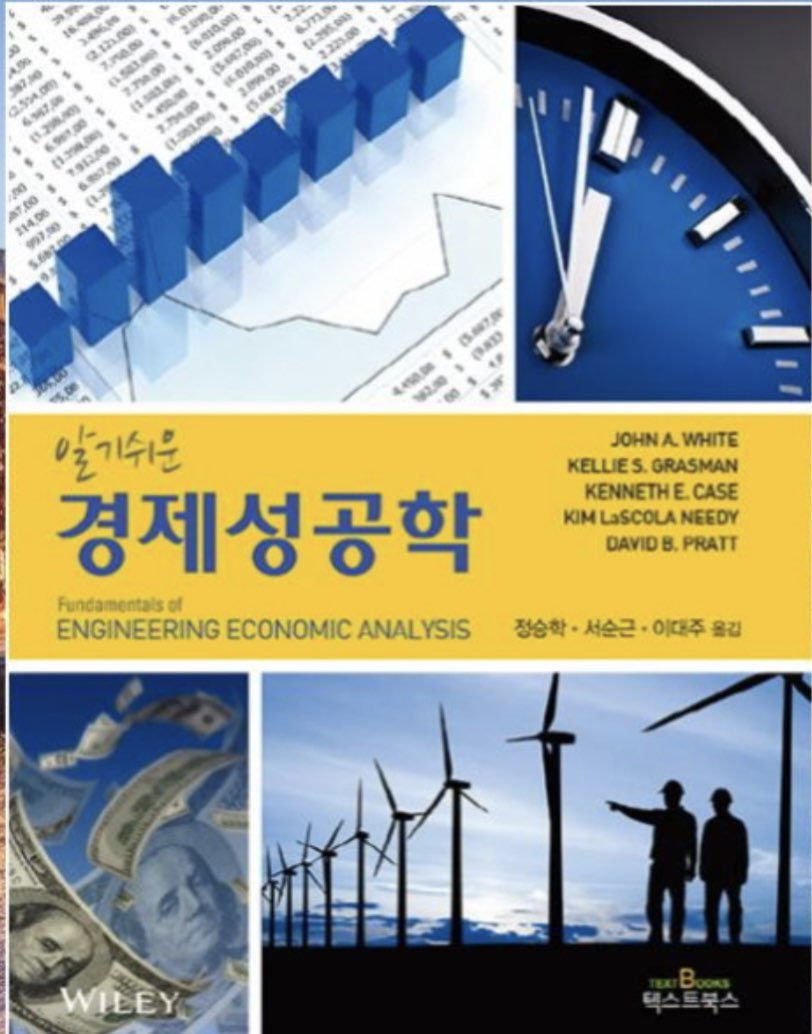 알기쉬운
경제성공학
Fundamentals of
ENGINEERING ECONOMIC ANALYSIS
JOHN A. WHITE
KELLIE S. GRASMAN
KENNETH E. CASE
KIM LaSCOLA NEEDY
DAVID B. PRATT
정승학 · 서순근 · 이대주 옮김
WILEY
TEXTBOOKS
텍스트북스